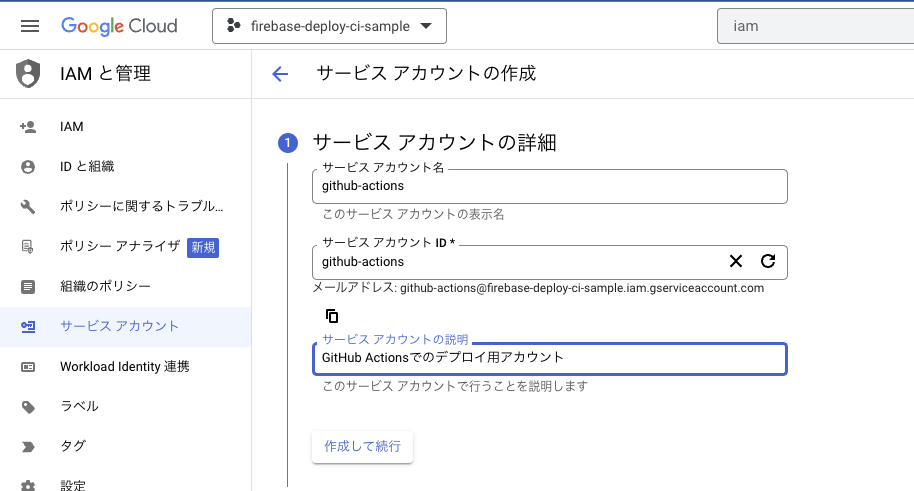 Google Cloud
firebase-deploy-ci-sample
iam
IAM と管理
サービス アカウントの作成
IAM
ID と組織
ポリシーに関するトラブル...
ポリシー アナライザ 新規
組織のポリシー
サービス アカウント
Workload Identity 連携
ラベル
タグ
設定
1 サービス アカウントの詳細
サービス アカウント名
github-actions
このサービス アカウントの表示名
サービス アカウント ID *
github-actions
メールアドレス: github-actions@firebase-deploy-ci-sample.iam.gserviceaccount.com
サービス アカウントの説明
GitHub Actionsでのデプロイ用アカウント
このサービス アカウントで行うことを説明します
作成して続行